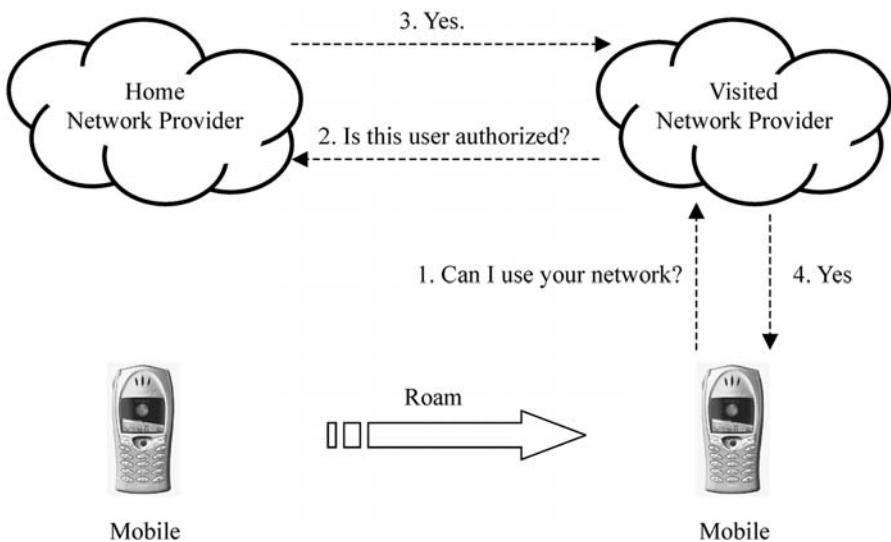 3. Yes.
Home
Network Provider
Visited
Network Provider
2. Is this user authorized?
1. Can I use your network?
4. Yes
Roam
Mobile
Mobile